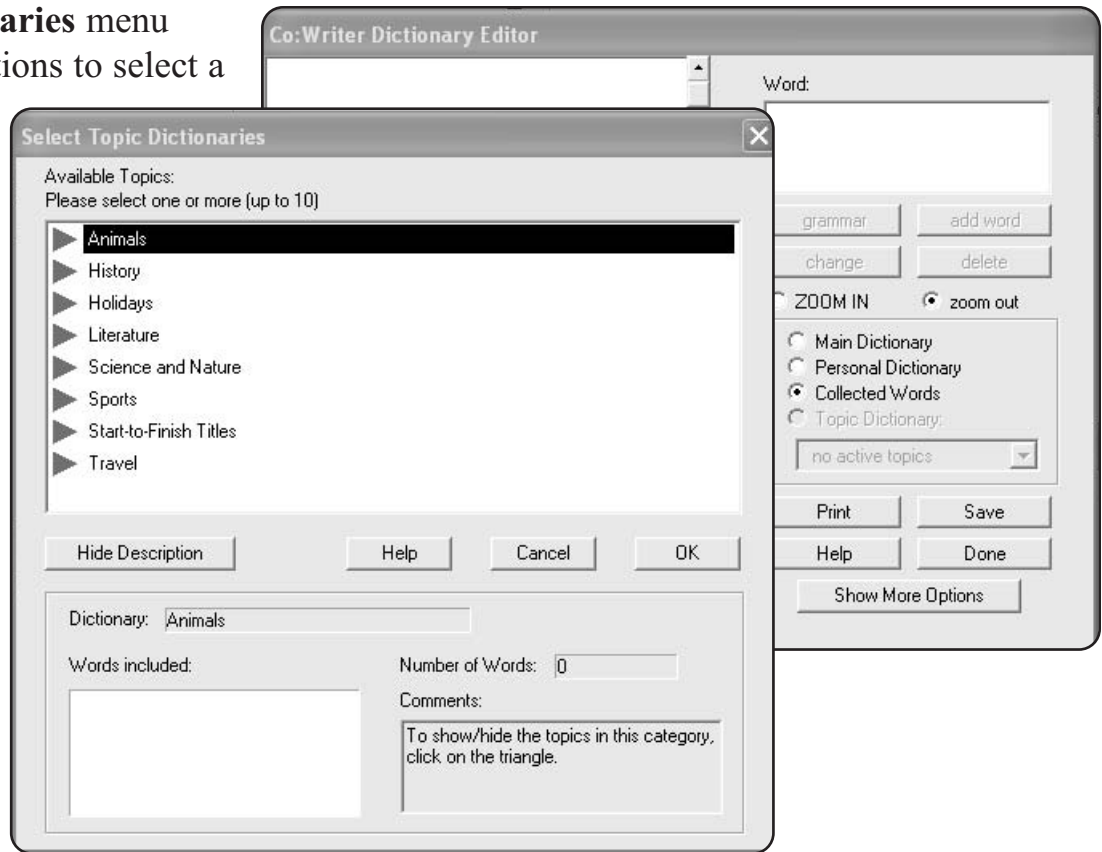 aries menu
tions to select a
Co:Writer Dictionary Editor
Word:
grammar add word
change delete
ZOOM IN zoom out
Main Dictionary
Personal Dictionary
Collected Words
Topic Dictionary:
no active topics
Print Save
Help Done
Show More Options
Select Topic Dictionaries
Available Topics:
Please select one or more (up to 10)
Animals
History
Holidays
Literature
Science and Nature
Sports
Start-to-Finish Titles
Travel
Hide Description Help Cancel OK
Dictionary: Animals
Words included:
Number of Words: 0
Comments:
To show/hide the topics in this category,
click on the triangle.